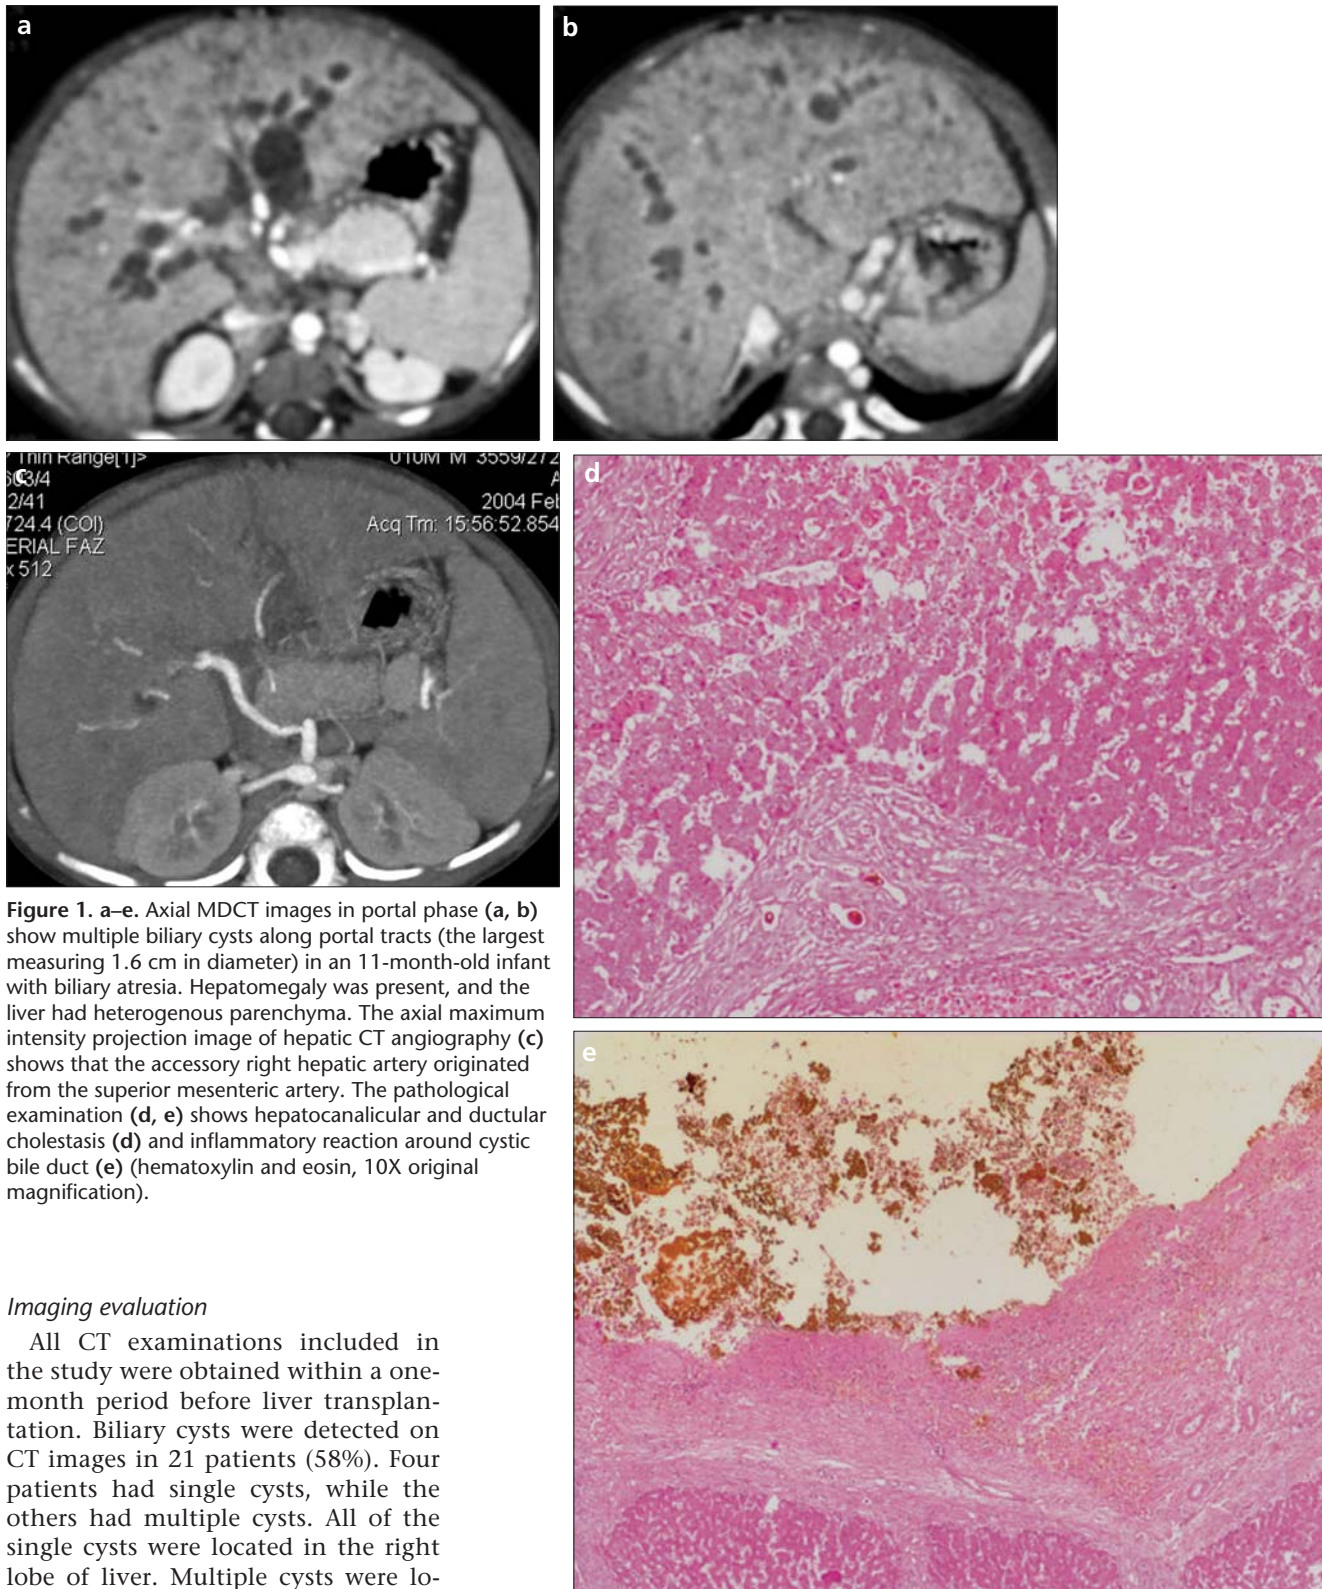 a
b
c
? Thin Range[1]>
010M M 3559/272
603/4
A
2/41
2004 Feb
724.4 (COI)
Acq Tm: 15:56:52.854
ERIAL FAZ
x 512
d
e
Figure 1. a–e. Axial MDCT images in portal phase (a, b)
show multiple biliary cysts along portal tracts (the largest
measuring 1.6 cm in diameter) in an 11-month-old infant
with biliary atresia. Hepatomegaly was present, and the
liver had heterogenous parenchyma. The axial maximum
intensity projection image of hepatic CT angiography (c)
shows that the accessory right hepatic artery originated
from the superior mesenteric artery. The pathological
examination (d, e) shows hepatocanalicular and ductular
cholestasis (d) and inflammatory reaction around cystic
bile duct (e) (hematoxylin and eosin, 10X original
magnification).
Imaging evaluation
All CT examinations included in
the study were obtained within a one-
month period before liver transplan-
tation. Biliary cysts were detected on
CT images in 21 patients (58%). Four
patients had single cysts, while the
others had multiple cysts. All of the
single cysts were located in the right
lobe of liver. Multiple cysts were lo-